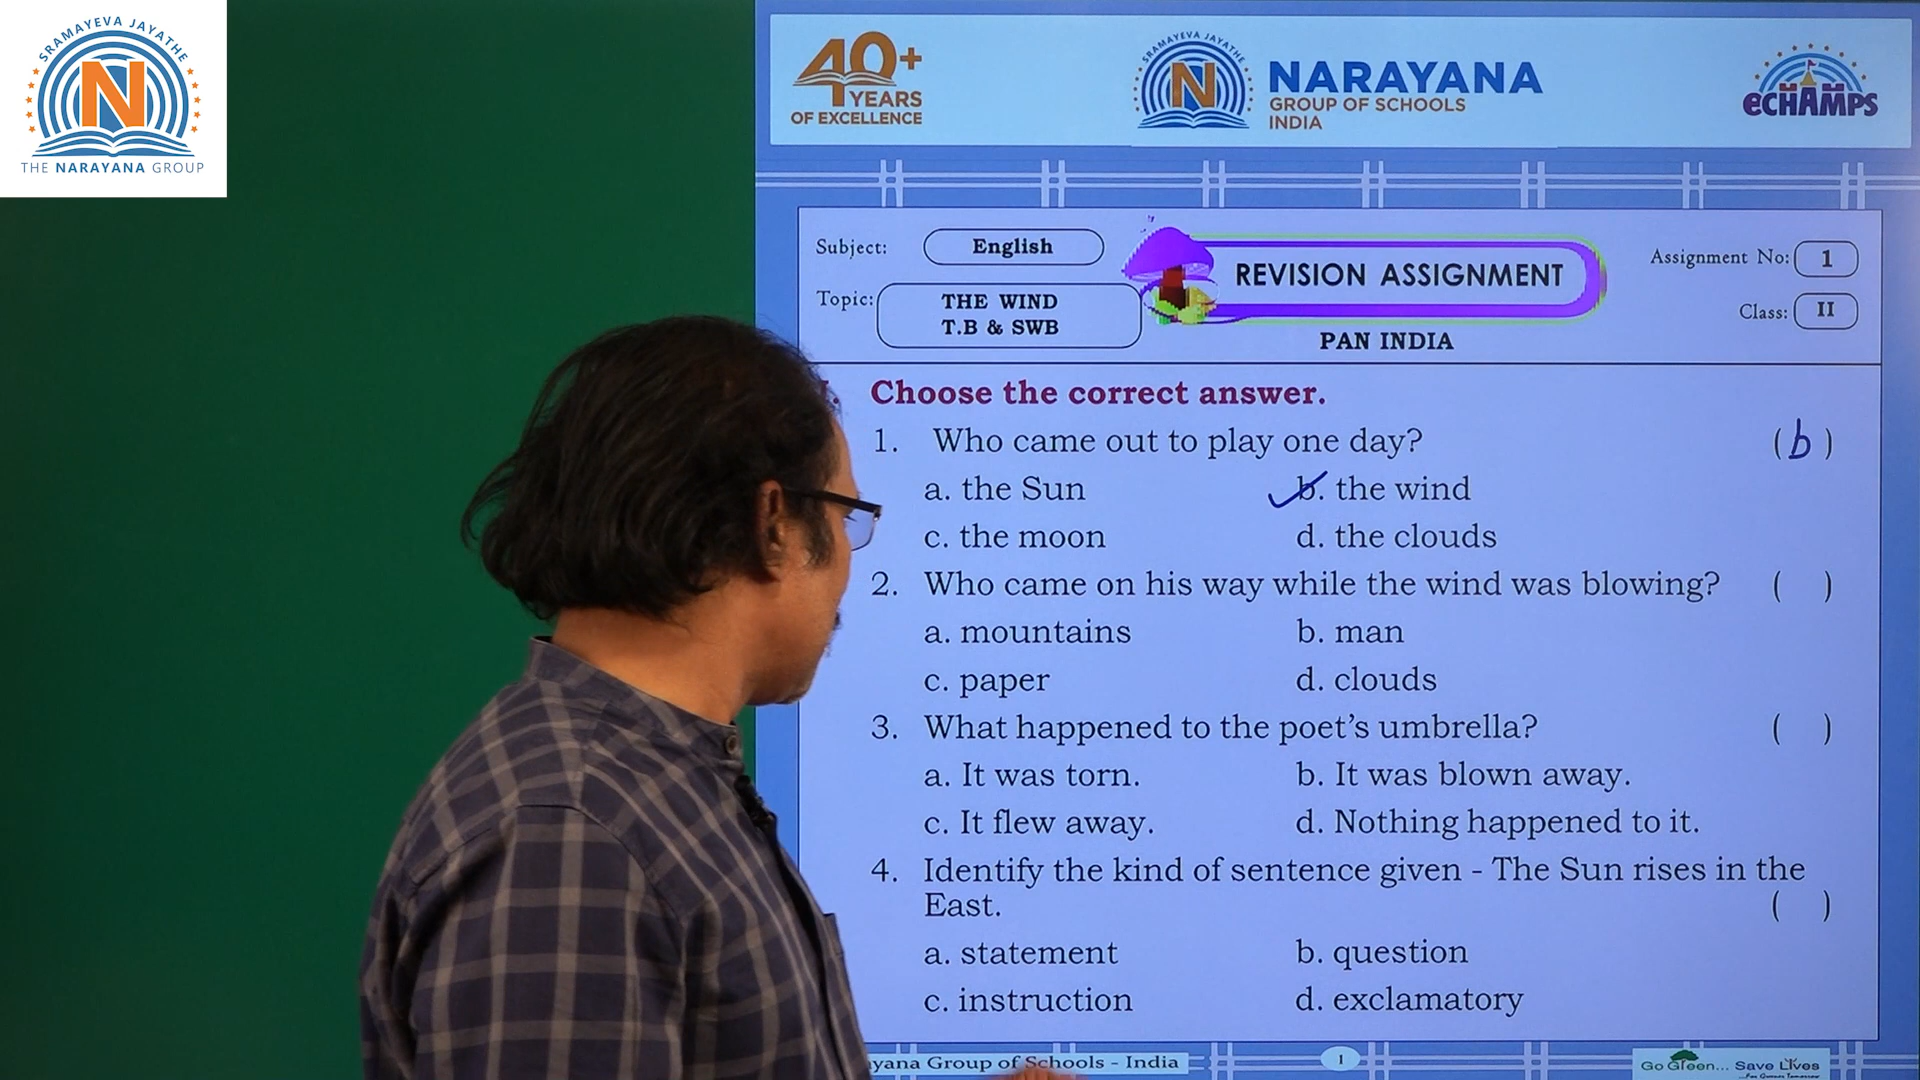 SRAMAYEVA JAYATHE
N
THE NARAYANA GROUP
40+
YEARS
OF EXCELLENCE
SRAMAYEVA JAYATHE
N
NARAYANA
GROUP OF SCHOOLS
INDIA
eCHAMPS
Subject: English
Topic: THE WIND
T.B & SWB
REVISION ASSIGNMENT
PAN INDIA
Assignment No: 1
Class: II
Choose the correct answer.
1. Who came out to play one day? (b)
a. the Sun b. the wind
c. the moon d. the clouds
2. Who came on his way while the wind was blowing? ( )
a. mountains b. man
c. paper d. clouds
3. What happened to the poet's umbrella? ( )
a. It was torn. b. It was blown away.
c. It flew away. d. Nothing happened to it.
4. Identify the kind of sentence given - The Sun rises in the
East. ( )
a. statement b. question
c. instruction d. exclamatory
yana Group of Schools - India
1
Go Green... Save Lives